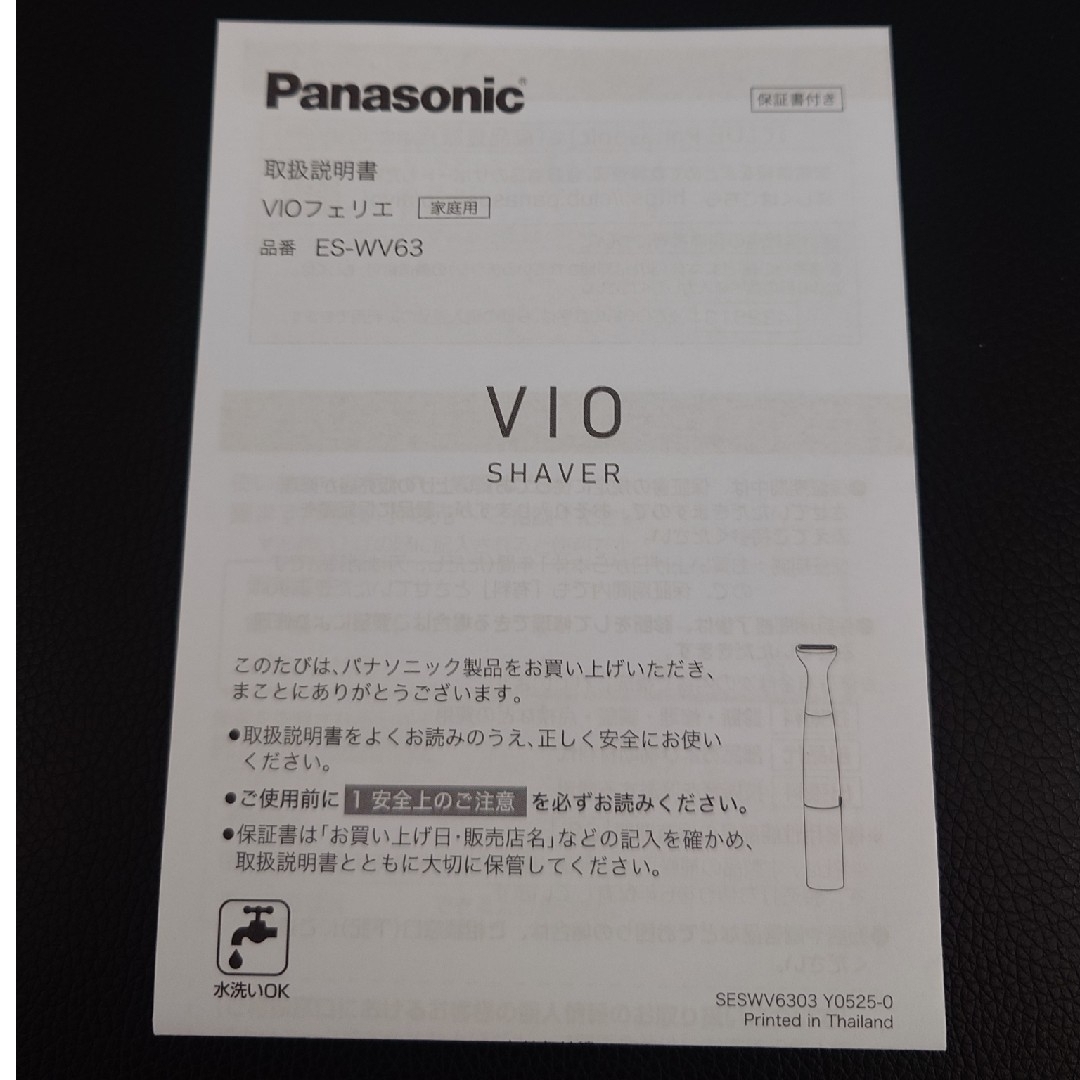 Panasonic
保証書付き
取扱説明書
VIOフェリエ 家庭用
品番 ES-WV63
VIO
SHAVER
このたびは、パナソニック製品をお買い上げいただき、
まことにありがとうございます。
●取扱説明書をよくお読みのうえ、正しく安全にお使い
ください。
●ご使用前に 1 安全上のご注意 を必ずお読みください。
●保証書は「お買い上げ日・販売店名」などの記入を確かめ、
取扱説明書とともに大切に保管してください。
水洗いOK
SESWV6303 Y0525-0
Printed in Thailand